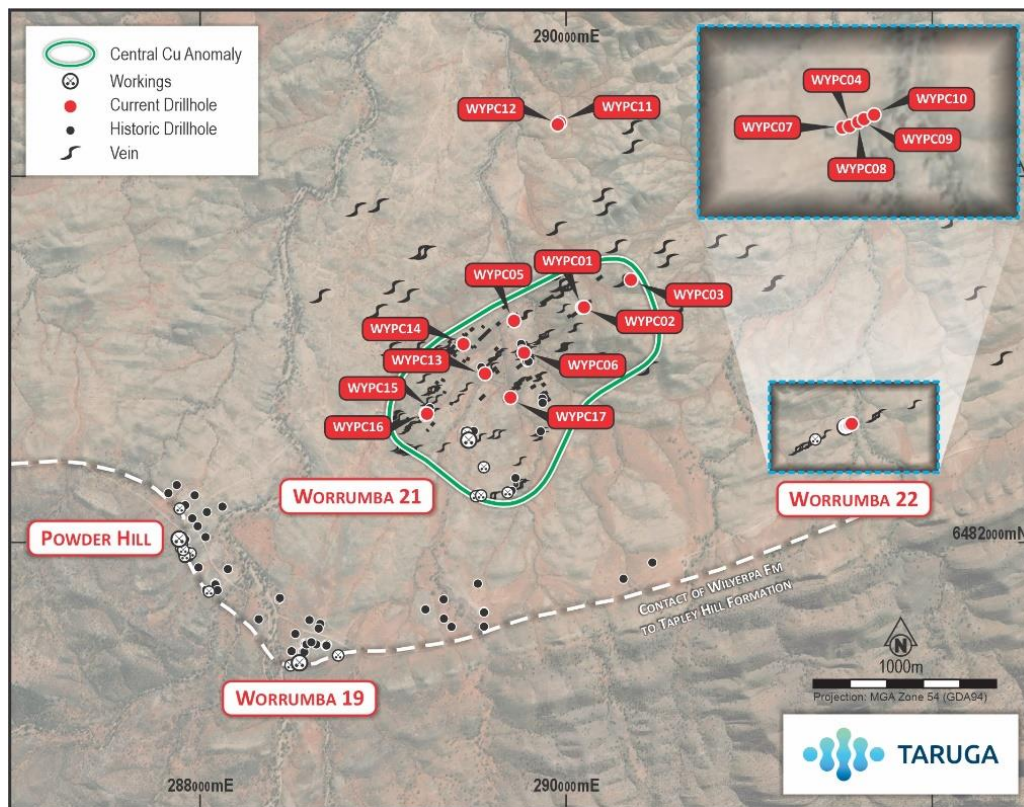 Central Cu Anomaly
Workings
Current Drillhole
Historic Drillhole
Vein
290000mE
WYPC12
WYPC11
WYPC04
WYPC10
WYPC07
WYPC09
WYPC08
WYPC05
WYPC01
WYPC03
WYPC02
WYPC14
WYPC13
WYPC06
WYPC15
WYPC16
WYPC17
WORRUMBA 21
WORRUMBA 22
POWDER HILL
6482000mN
CONTACT OF WILYERPA FM
TO TAPLEY HILL FORMATION
WORRUMBA 19
N
1000m
Projection: MGA Zone 54 (GDA94)
TARUGA
288000mE
290000mE